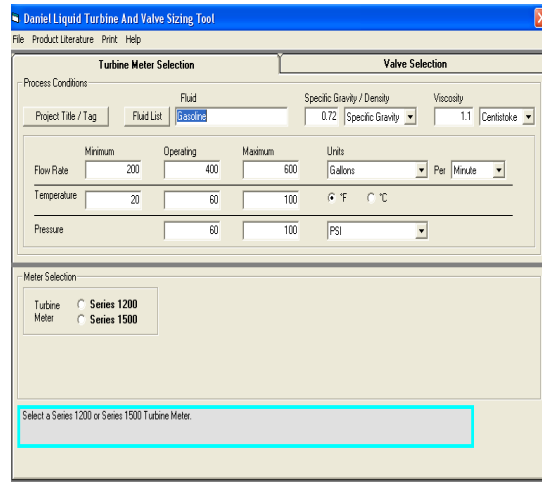 Daniel Liquid Turbine And Valve Sizing Tool
File Product Literature Print Help
Turbine Meter Selection Valve Selection
Process Conditions
Fluid Specific Gravity / Density Viscosity
Project Title / Tag Fluid List Gasoline 0.72 Specific Gravity 1.1 Centistoke
Minimum Operating Maximum Units
Flow Rate 200 400 600 Gallons Per Minute
Temperature 20 60 100 °F °C
Pressure 60 100 PSI
Meter Selection
Turbine Series 1200
Meter Series 1500
Select a Series 1200 or Series 1500 Turbine Meter.